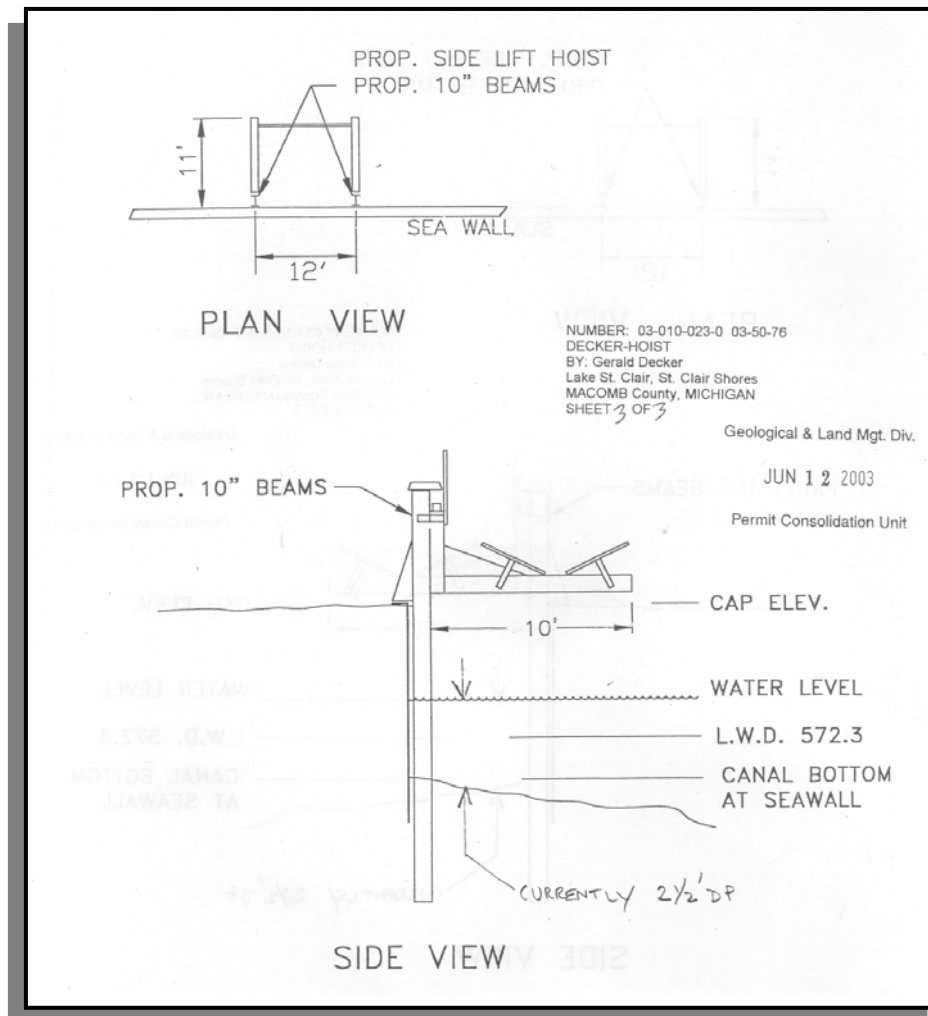 PROP. SIDE LIFT HOIST
PROP. 10" BEAMS
11'
SEA WALL
12'
PLAN VIEW
NUMBER: 03-010-023-0 03-50-76
DECKER-HOIST
BY: Gerald Decker
Lake St. Clair, St. Clair Shores
MACOMB County, MICHIGAN
SHEET 3 OF 3
Geological & Land Mgt. Div.
JUN 12 2003
Permit Consolidation Unit
PROP. 10" BEAMS
CAP ELEV.
10'
WATER LEVEL
L.W.D. 572.3
CANAL BOTTOM
AT SEAWALL
CURRENTLY 2½' DP
SIDE VIEW